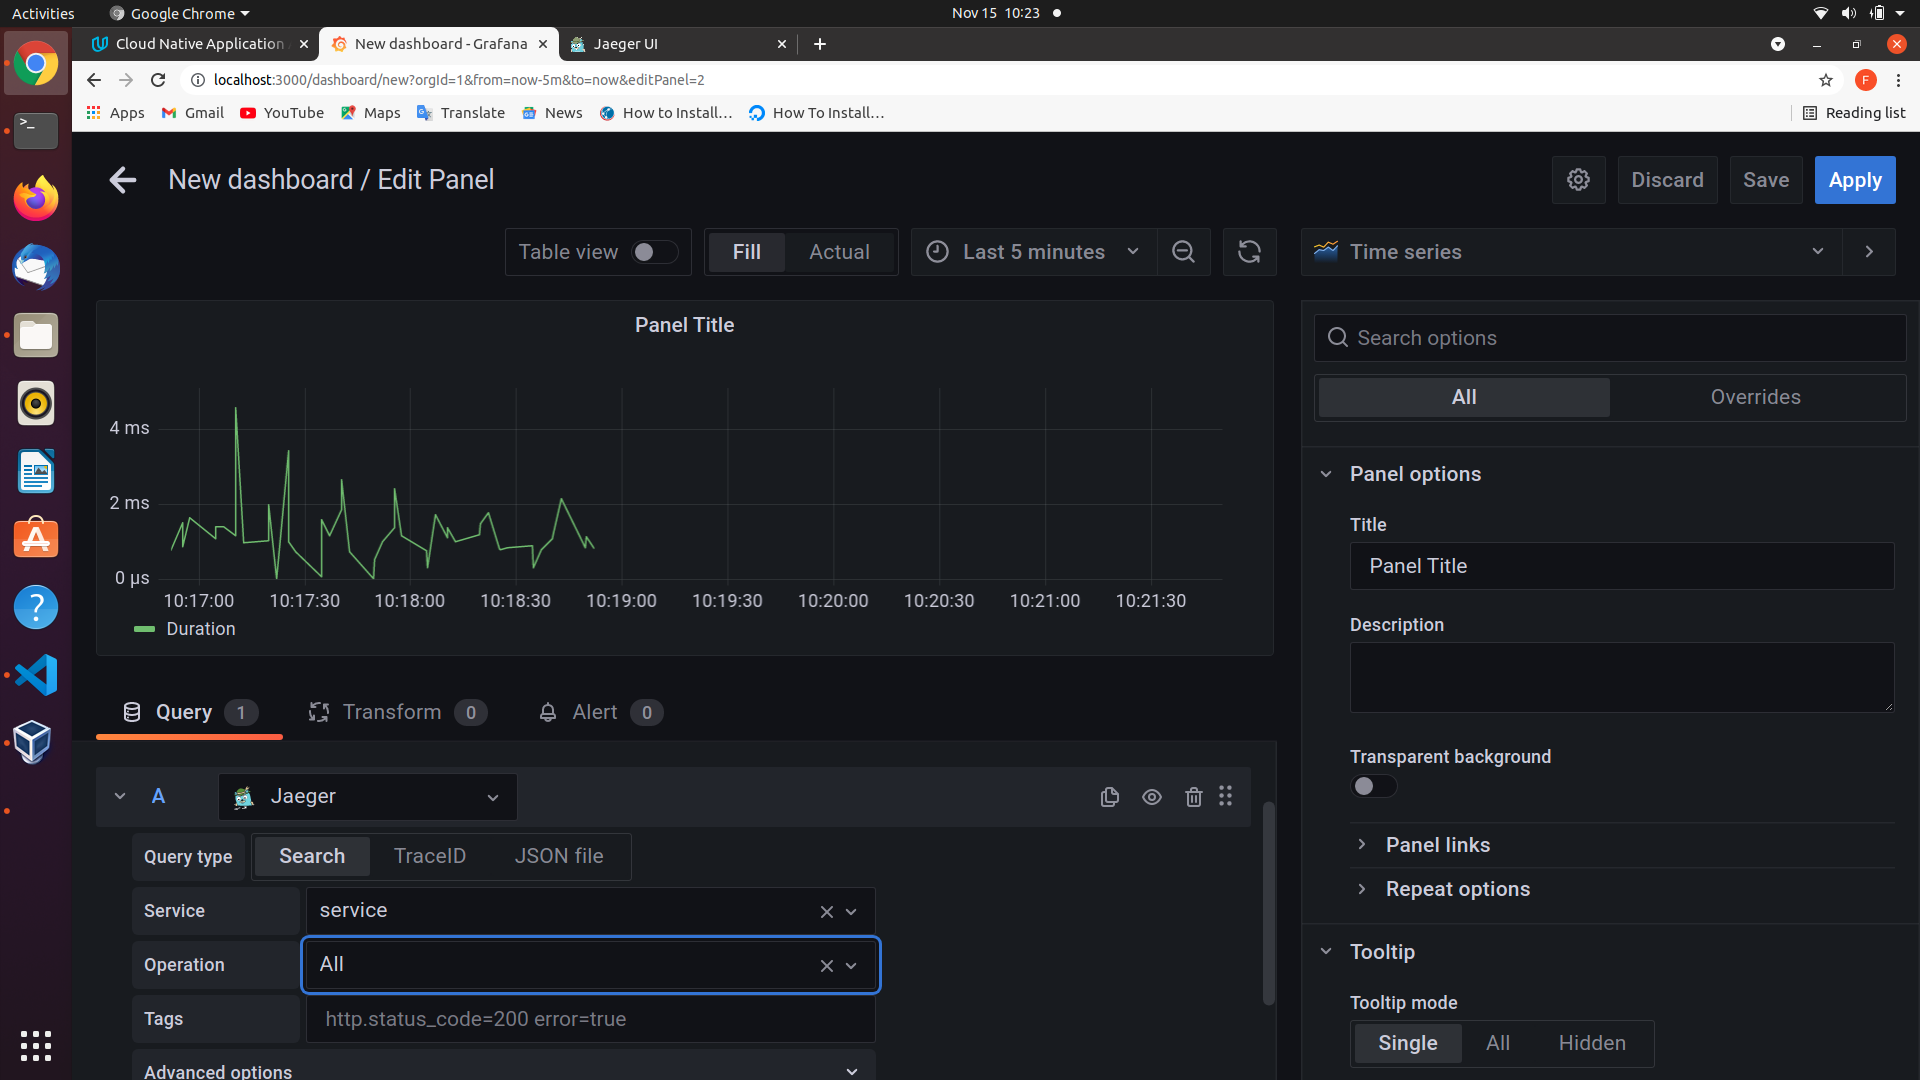 Activities
Google Chrome
Nov 15 10:23
Cloud Native Application
New dashboard - Grafana
Jaeger UI
localhost:3000/dashboard/new?orgId=1&from=now-5m&to=now&editPanel=2
F
Apps
Gmail
YouTube
Maps
Translate
News
How to Install…
How To Install…
Reading list
New dashboard / Edit Panel
Discard
Save
Apply
Table view
Fill
Actual
Last 5 minutes
Time series
Panel Title
4 ms
2 ms
0 µs
10:17:00 10:17:30 10:18:00 10:18:30 10:19:00 10:19:30 10:20:00 10:20:30 10:21:00 10:21:30
Duration
Query 1
Transform 0
Alert 0
A
Jaeger
Query type
Search
TraceID
JSON file
Service
service
Operation
All
Tags
http.status_code=200 error=true
Advanced options
Search options
All
Overrides
Panel options
Title
Panel Title
Description
Transparent background
Panel links
Repeat options
Tooltip
Tooltip mode
Single
All
Hidden